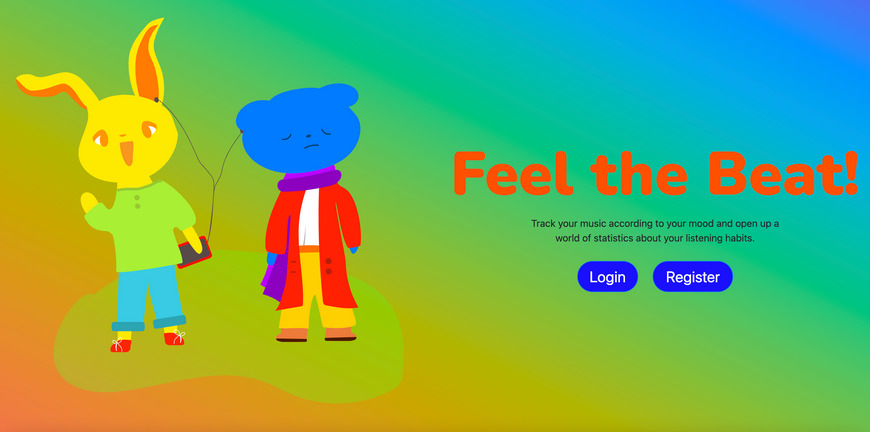 Feel the Beat!
Track your music according to your mood and open up a
world of statistics about your listening habits.
Login
Register